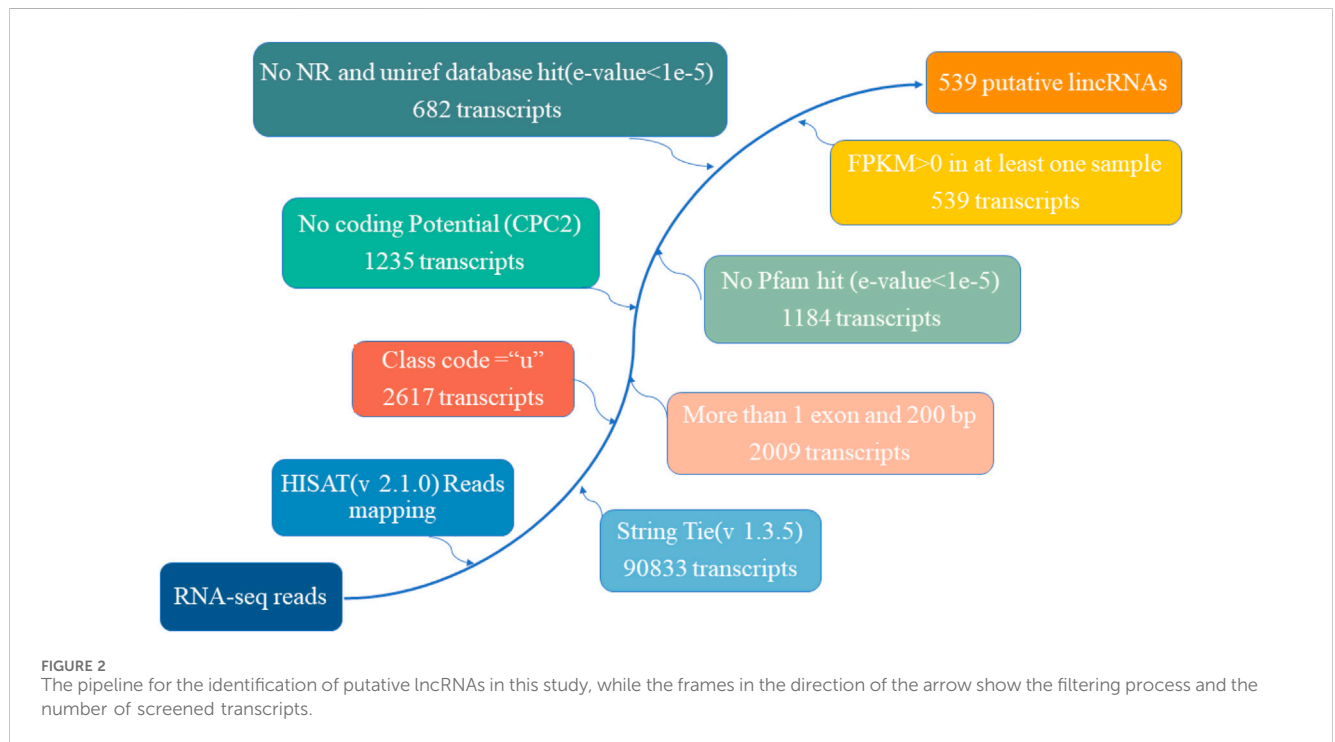 No NR and uniref database hit(e-value<1e-5)
682 transcripts
539 putative lincRNAs
FPKM>0 in at least one sample
539 transcripts
No coding Potential (CPC2)
1235 transcripts
No Pfam hit (e-value<1e-5)
1184 transcripts
Class code =“u”
2617 transcripts
More than 1 exon and 200 bp
2009 transcripts
HISAT(v 2.1.0) Reads
mapping
String Tie(v 1.3.5)
90833 transcripts
RNA-seq reads
FIGURE 2
The pipeline for the identification of putative lncRNAs in this study, while the frames in the direction of the arrow show the filtering process and the
number of screened transcripts.